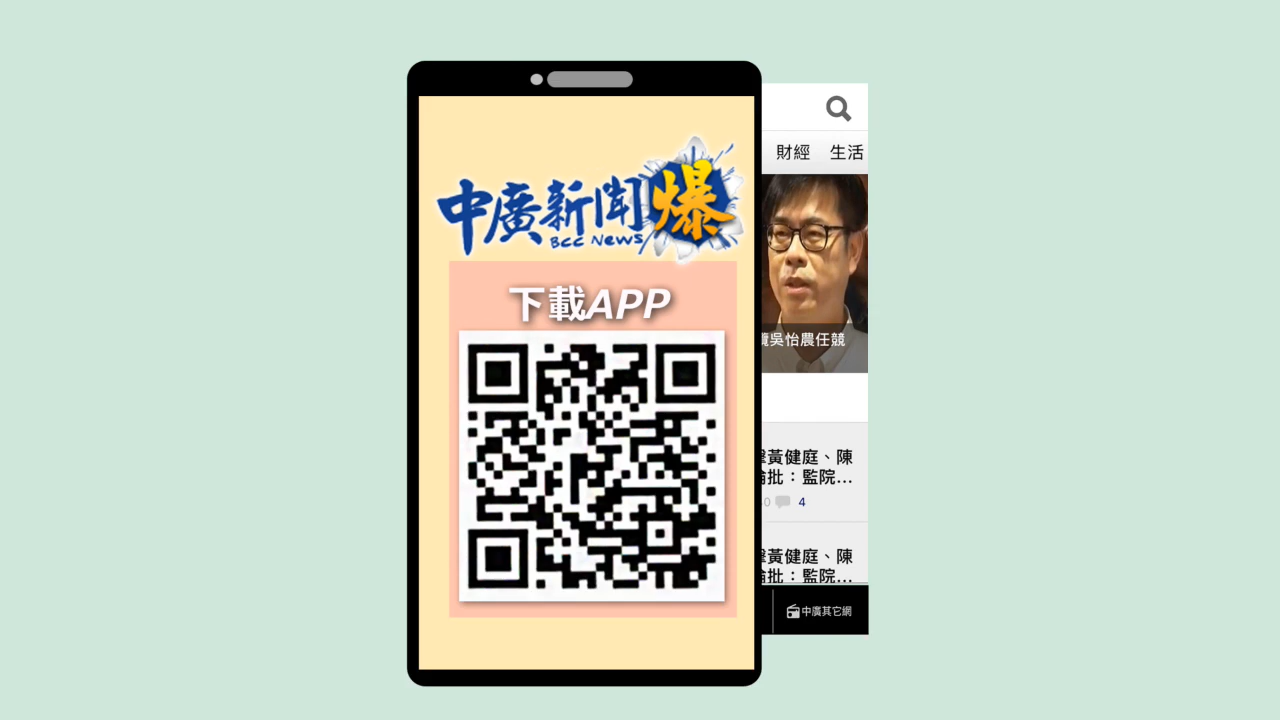 中廣新聞爆
BCC News
下載APP
財經 生活
吳怡農任競
黃健庭、陳
批：監院...
0 4
黃健庭、陳
批：監院...
中廣其它網